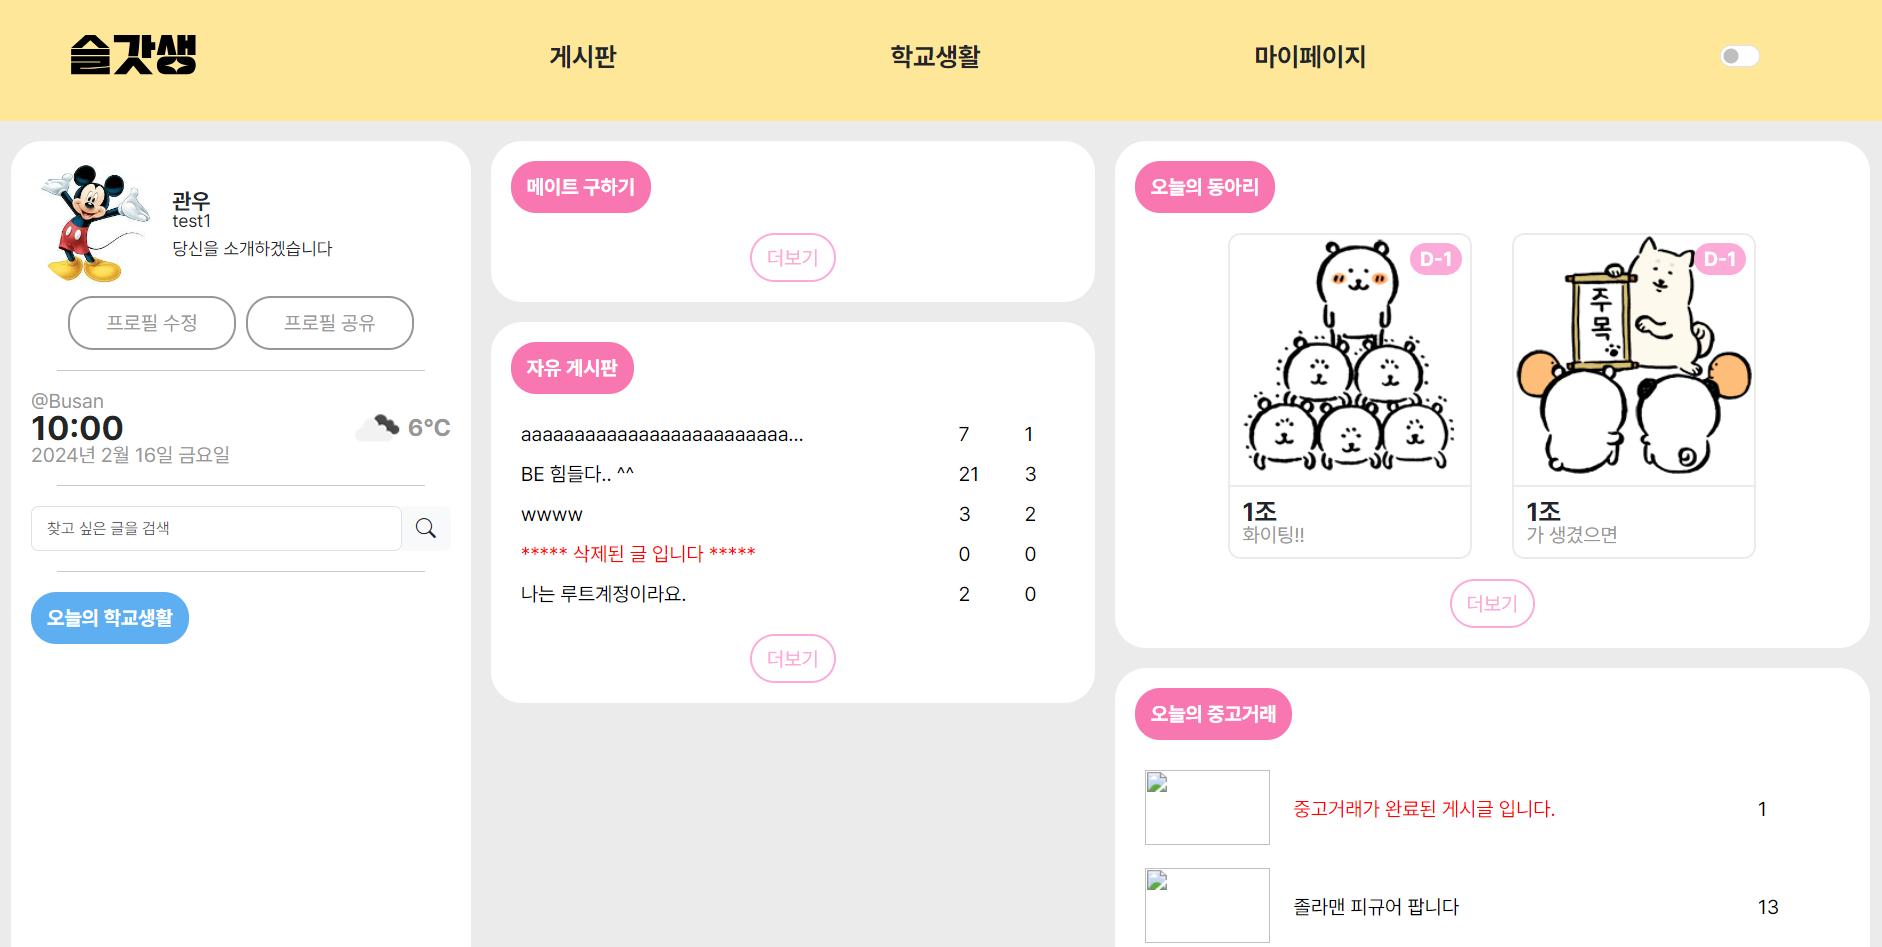 슬갓생
게시판
학교생활
마이페이지
관우
test1
당신을 소개하겠습니다
프로필 수정
프로필 공유
@Busan
10:00
6°C
2024년 2월 16일 금요일
찾고 싶은 글을 검색
오늘의 학교생활
메이트 구하기
더보기
자유 게시판
aaaaaaaaaaaaaaaaaaaaaaaaa... 7 1
BE 힘들다.. ^^ 21 3
wwww 3 2
***** 삭제된 글 입니다 ***** 0 0
나는 루트계정이라요. 2 0
더보기
오늘의 동아리
D-1
1조
화이팅!!
D-1
주목
1조
가 생겼으면
더보기
오늘의 중고거래
중고거래가 완료된 게시글 입니다. 1
졸라맨 피규어 팝니다 13